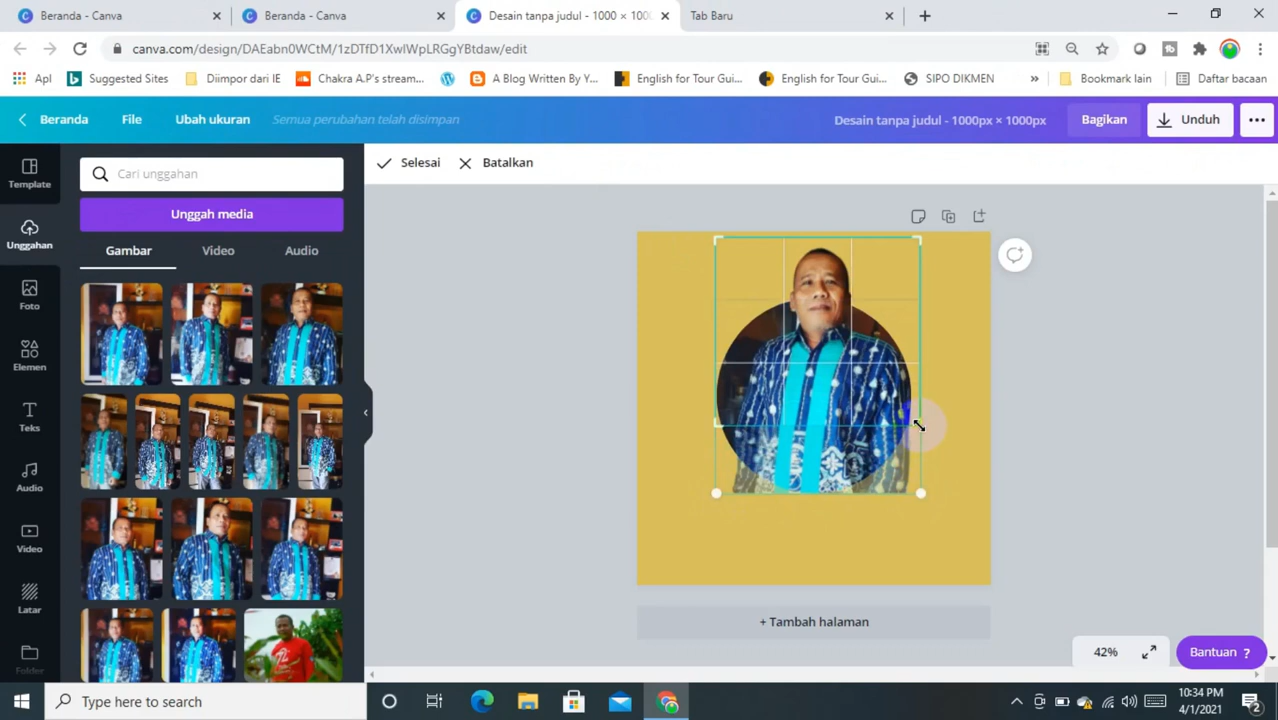 Beranda - Canva
Beranda - Canva
Desain tanpa judul - 1000 × 100
Tab Baru
canva.com/design/DAEabn0WCtM/1zDTfD1XwIWpLRGgYBtdaw/edit
Apl
Suggested Sites
Diimpor dari IE
Chakra A.P's stream...
A Blog Written By Y...
English for Tour Gui...
English for Tour Gui...
SIPO DIKMEN
»
Bookmark lain
Daftar bacaan
Beranda
File
Ubah ukuran
Semua perubahan telah disimpan
Desain tanpa judul - 1000px × 1000px
Bagikan
Unduh
Template
Unggahan
Foto
Elemen
Teks
Audio
Video
Latar
Folder
Cari unggahan
Unggah media
Gambar
Video
Audio
Selesai
Batalkan
+ Tambah halaman
42%
Bantuan ?
Type here to search
10:34 PM
4/1/2021
2